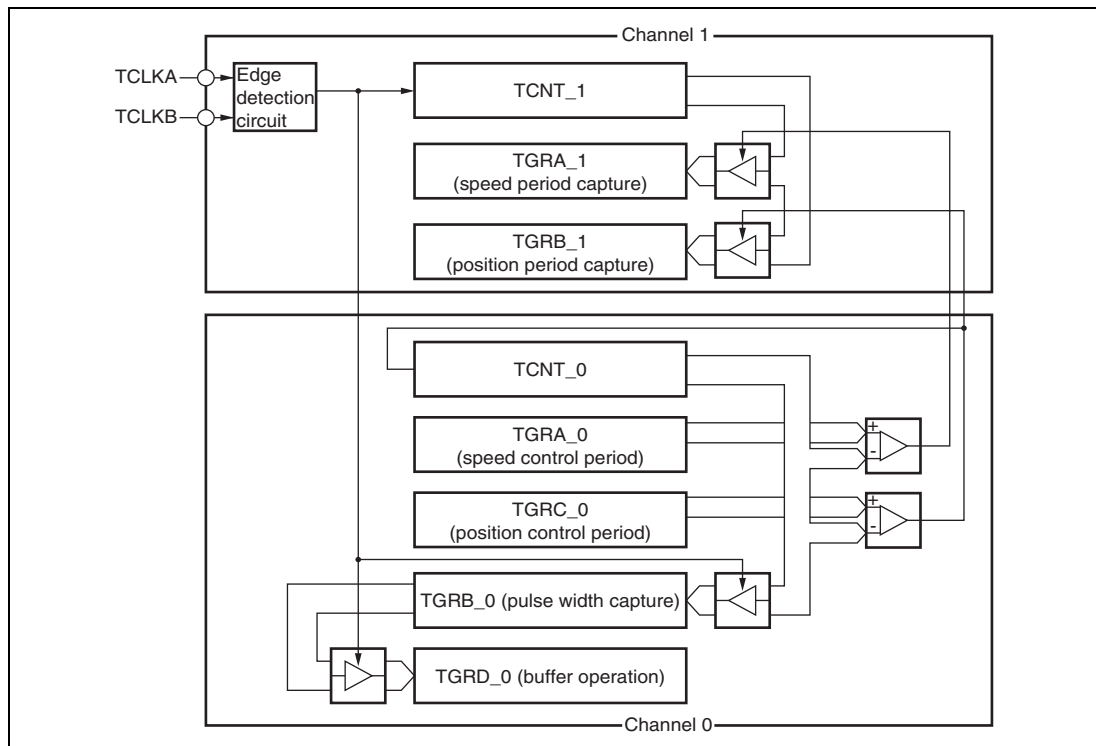 Channel 1
TCLKA
TCLKB
Edge
detection
circuit
TCNT_1
TGRA_1
(speed period capture)
TGRB_1
(position period capture)
TCNT_0
TGRA_0
(speed control period)
+
-
TGRC_0
(position control period)
+
-
TGRB_0 (pulse width capture)
TGRD_0 (buffer operation)
Channel 0